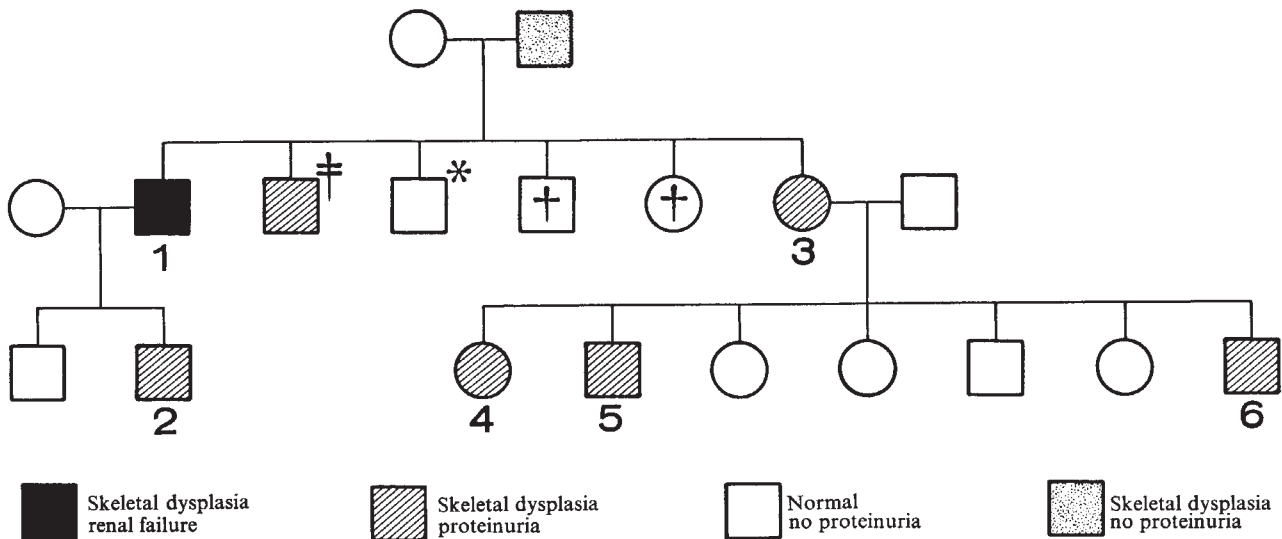 ‡
*
†
†
1
3
2
4
5
6
Skeletal dysplasia
renal failure
Skeletal dysplasia
proteinuria
Normal
no proteinuria
Skeletal dysplasia
no proteinuria